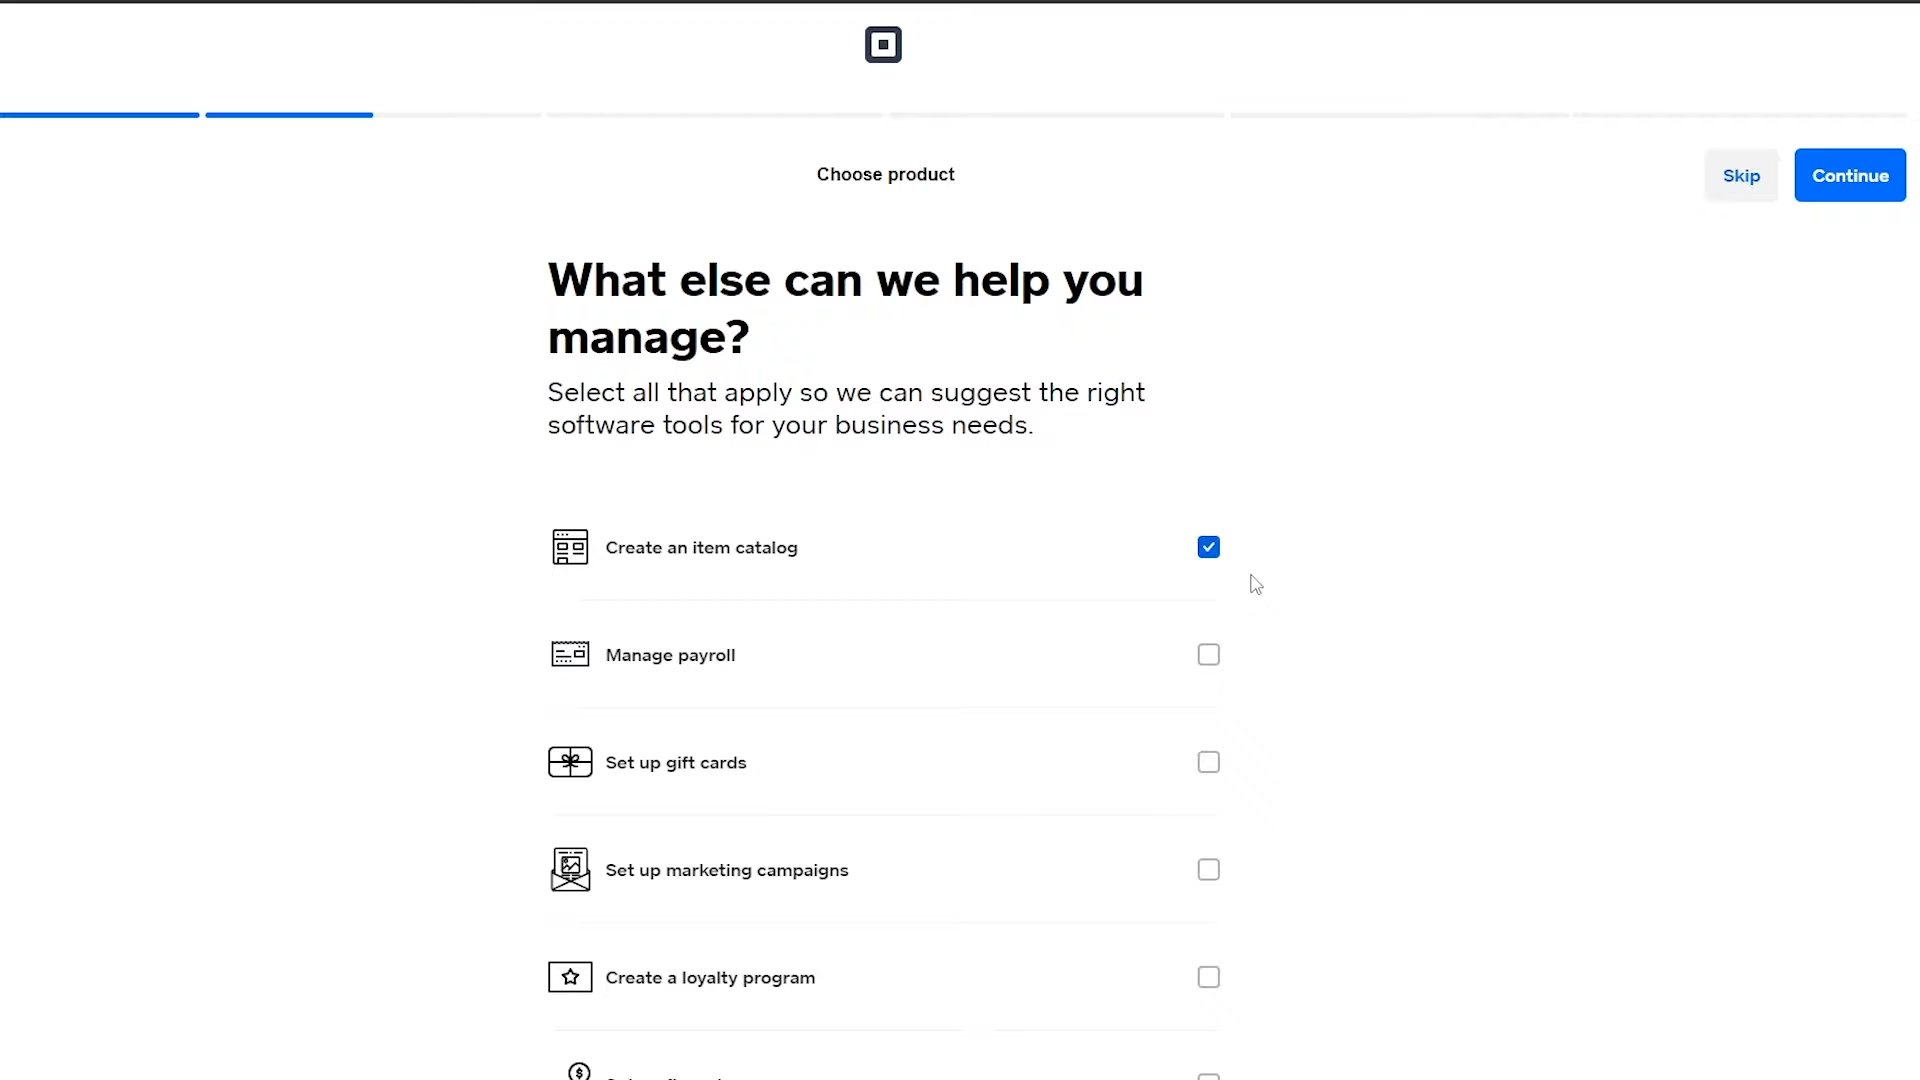 Choose product
Skip
Continue
What else can we help you
manage?
Select all that apply so we can suggest the right
software tools for your business needs.
Create an item catalog
Manage payroll
Set up gift cards
Set up marketing campaigns
Create a loyalty program